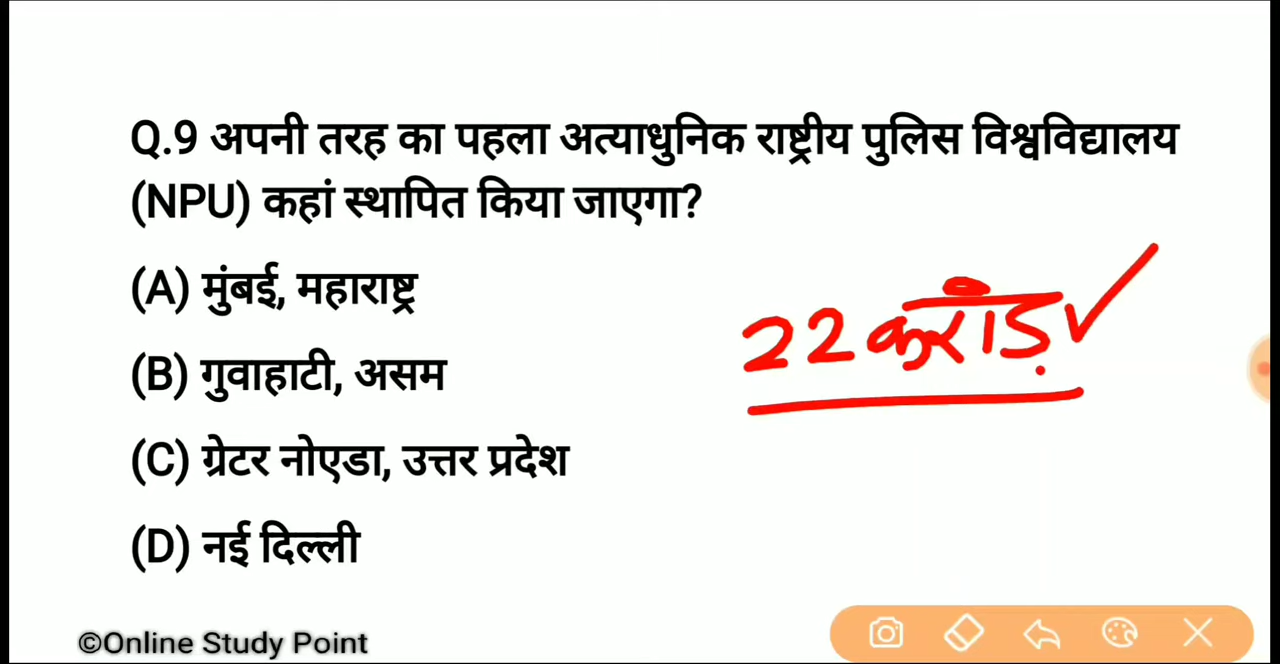 Q.9 अपनी तरह का पहला अत्याधुनिक राष्ट्रीय पुलिस विश्वविद्यालय
(NPU) कहां स्थापित किया जाएगा?
(A) मुंबई, महाराष्ट्र
22 करोड़
(B) गुवाहाटी, असम
(C) ग्रेटर नोएडा, उत्तर प्रदेश
(D) नई दिल्ली
©Online Study Point